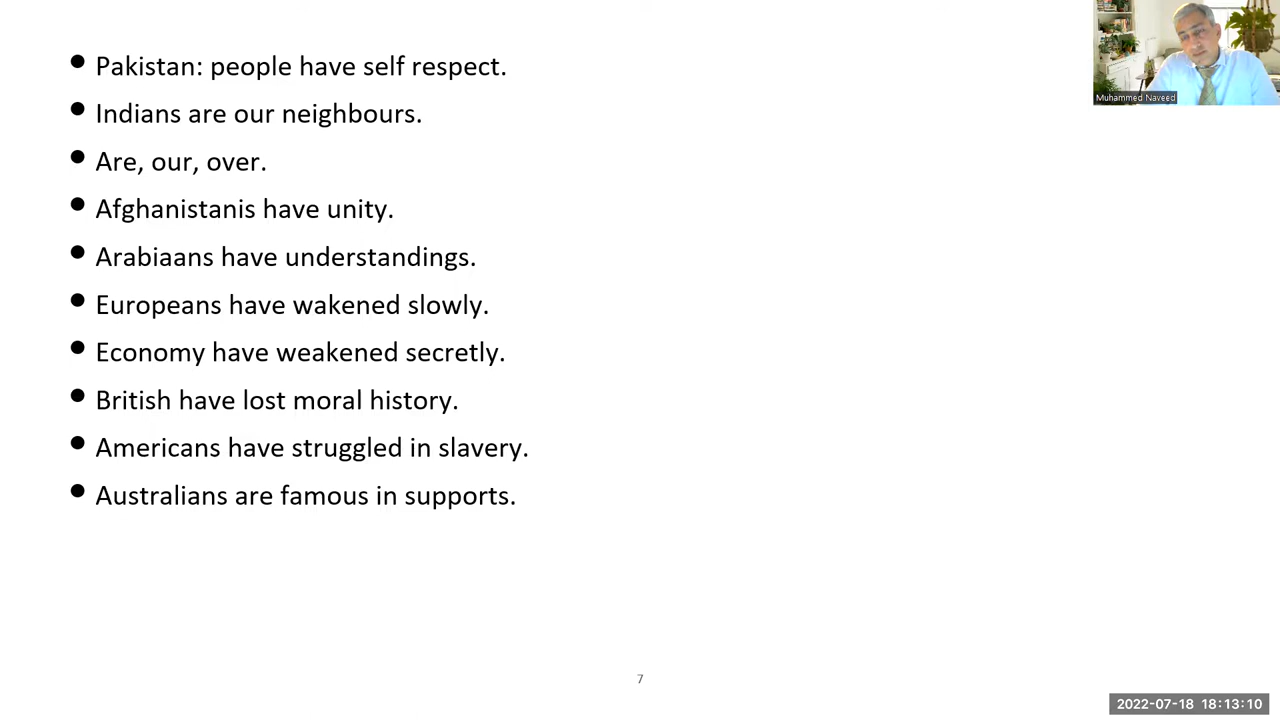 • Pakistan: people have self respect.
• Indians are our neighbours.
• Are, our, over.
• Afghanistanis have unity.
• Arabiaans have understandings.
• Europeans have wakened slowly.
• Economy have weakened secretly.
• British have lost moral history.
• Americans have struggled in slavery.
• Australians are famous in supports.
Muhammed Naveed
7
2022-07-18 18:13:10